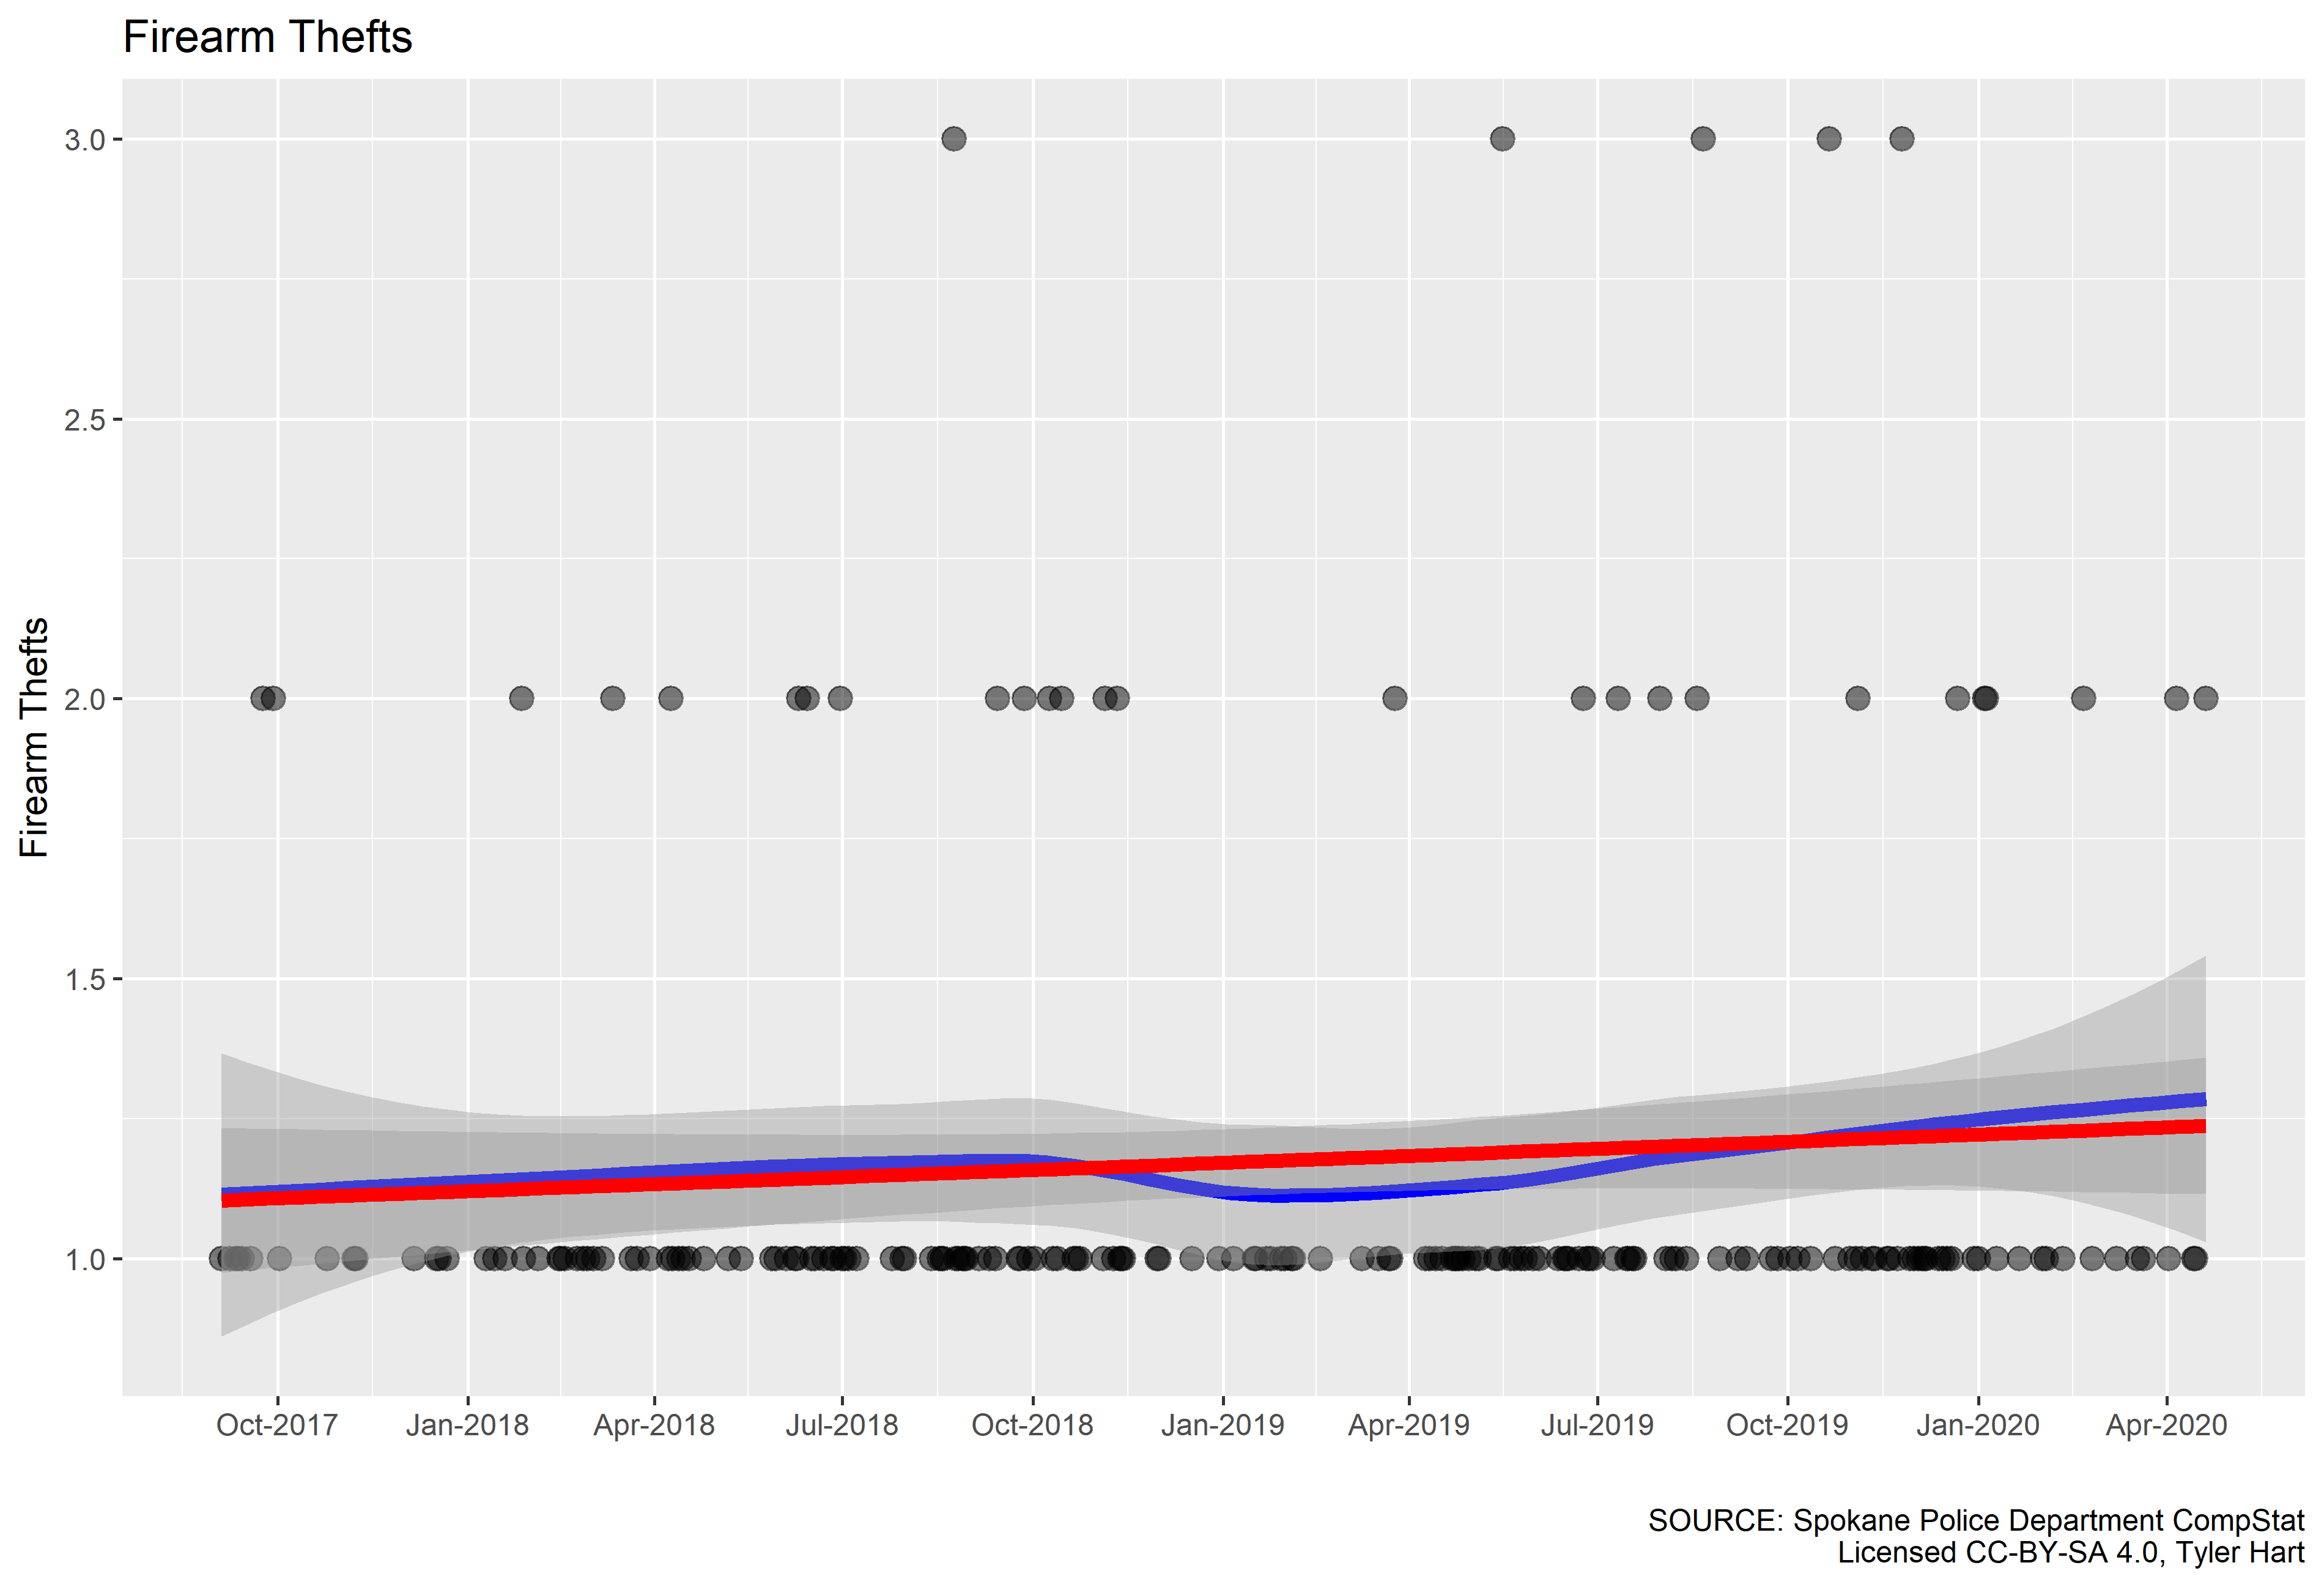 Firearm Thefts
Firearm Thefts
3.0
2.5
2.0
1.5
1.0
Oct-2017
Jan-2018
Apr-2018
Jul-2018
Oct-2018
Jan-2019
Apr-2019
Jul-2019
Oct-2019
Jan-2020
Apr-2020
SOURCE: Spokane Police Department CompStat
Licensed CC-BY-SA 4.0, Tyler Hart